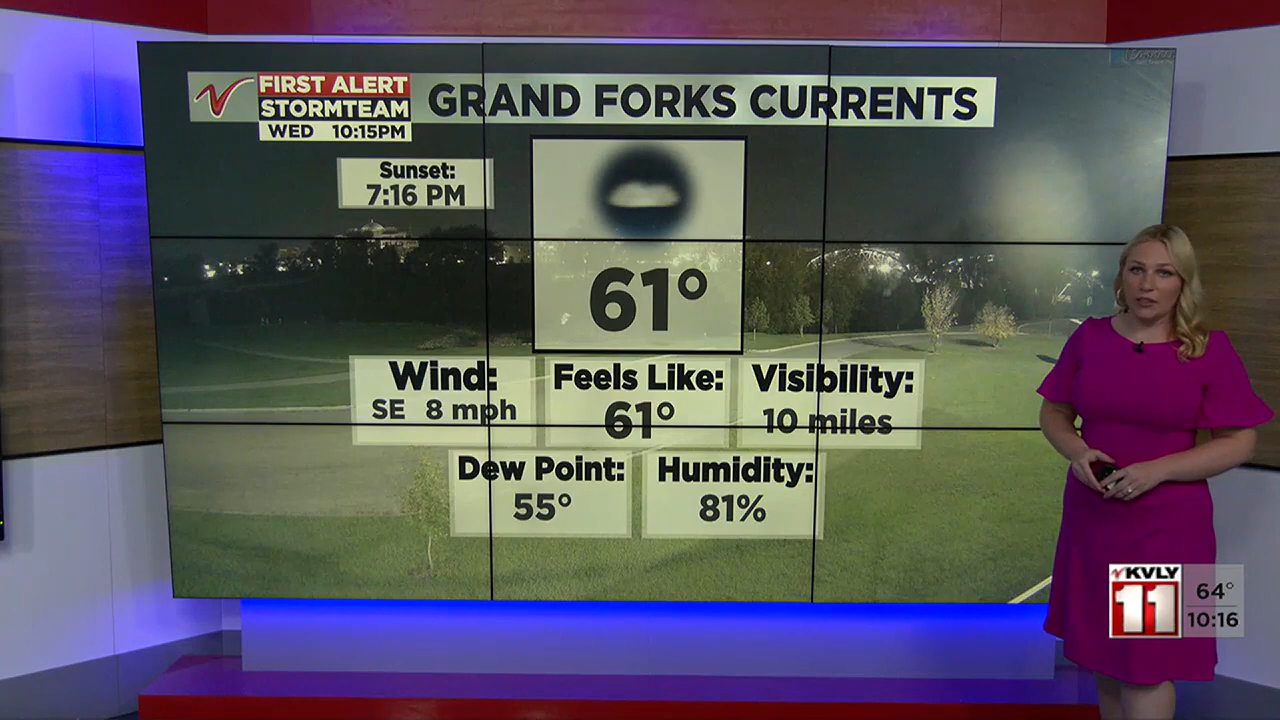 FIRST ALERT
STORMTEAM
WED 10:15PM
GRAND FORKS CURRENTS
Sunset:
7:16 PM
61°
Wind:
SE 8 mph
Feels Like:
61°
Visibility:
10 miles
Dew Point:
55°
Humidity:
81%
KVLY
11
64°
10:16